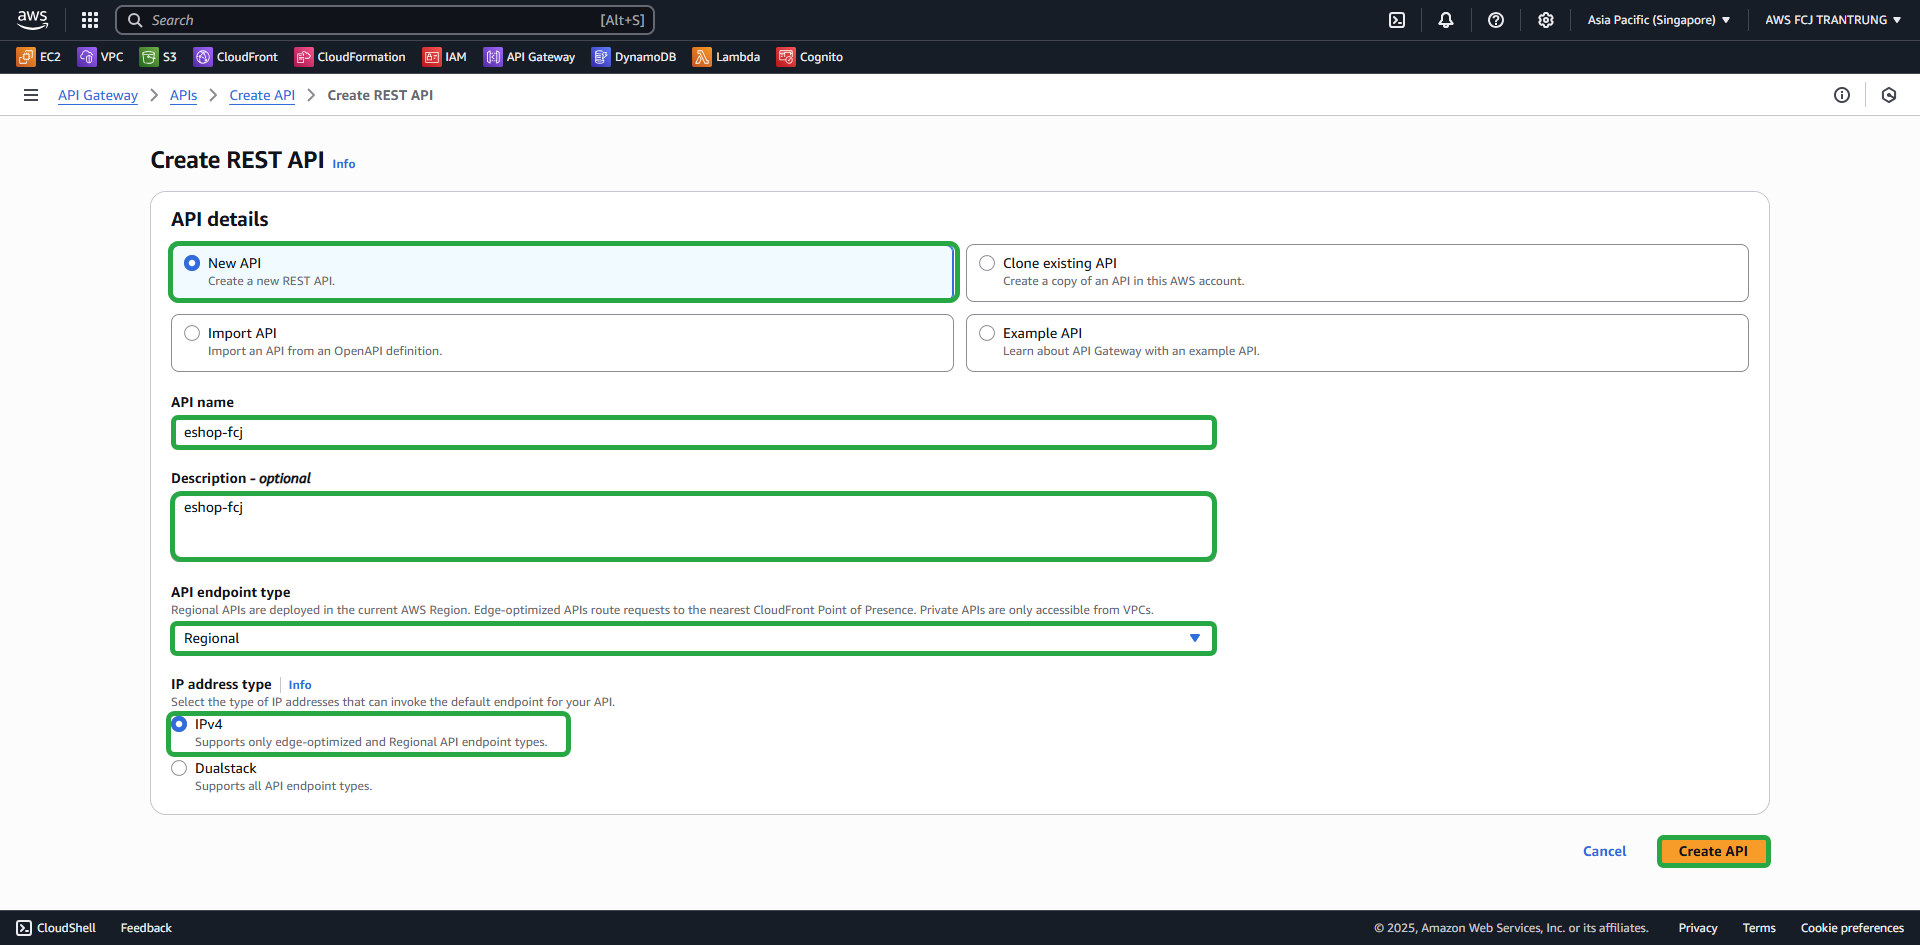 aws
Search [Alt+S]
Asia Pacific (Singapore) ▼
AWS FCJ TRANTRUNG ▼
EC2 VPC S3 CloudFront CloudFormation IAM API Gateway DynamoDB Lambda Cognito
API Gateway > APIs > Create API > Create REST API
Create REST API Info
API details
New API
Create a new REST API.
Clone existing API
Create a copy of an API in this AWS account.
Import API
Import an API from an OpenAPI definition.
Example API
Learn about API Gateway with an example API.
API name
eshop-fcj
Description - optional
eshop-fcj
API endpoint type
Regional APIs are deployed in the current AWS Region. Edge-optimized APIs route requests to the nearest CloudFront Point of Presence. Private APIs are only accessible from VPCs.
Regional
IP address type Info
Select the type of IP addresses that can invoke the default endpoint for your API.
IPv4
Supports only edge-optimized and Regional API endpoint types.
Dualstack
Supports all API endpoint types.
Cancel Create API
CloudShell Feedback © 2025, Amazon Web Services, Inc. or its affiliates. Privacy Terms Cookie preferences